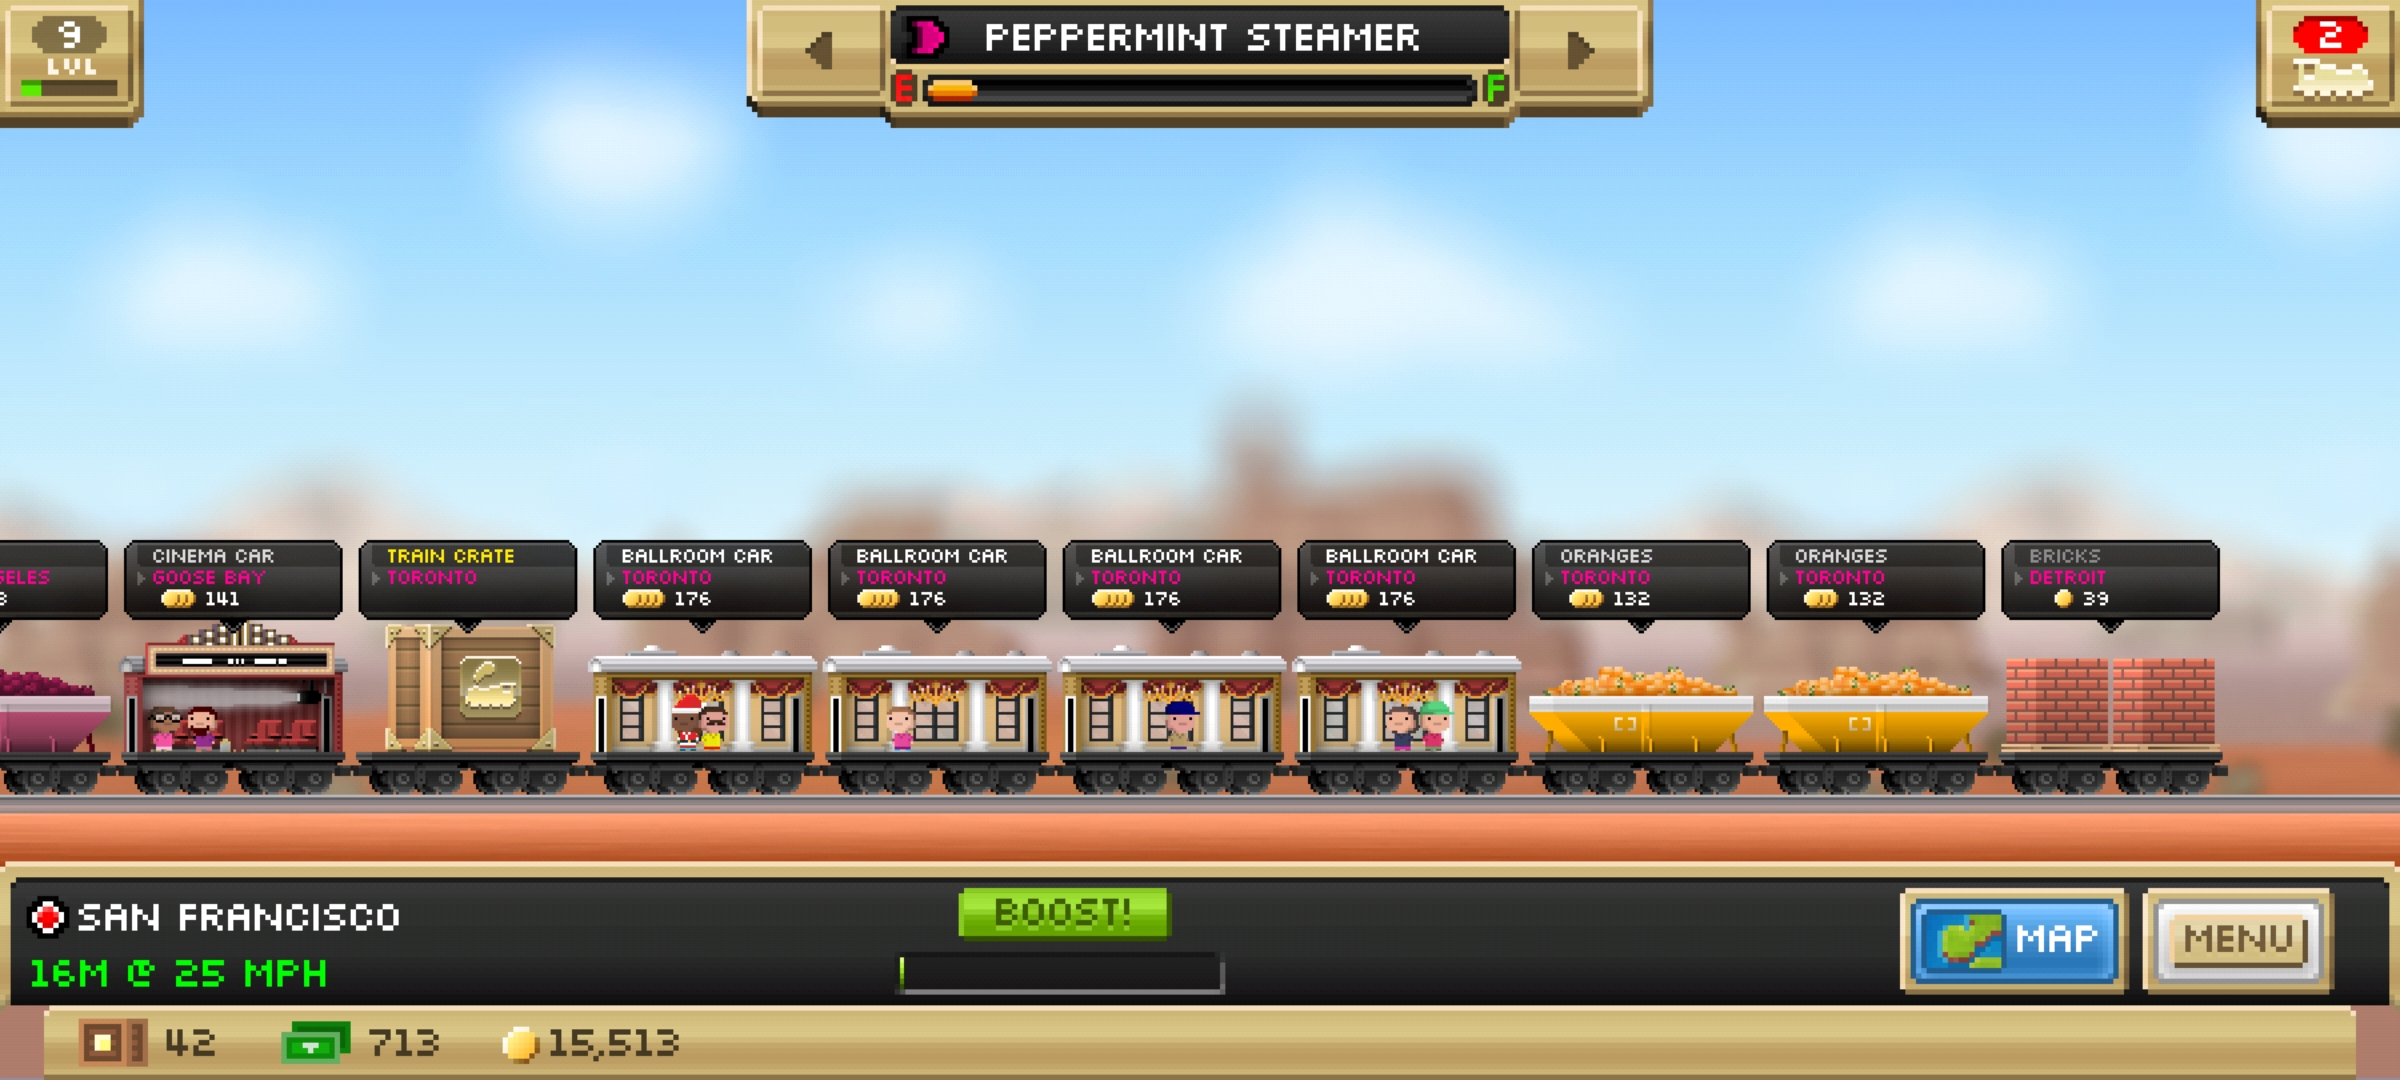 9
LVL
PEPPERMINT STEAMER
E
F
2
SELES
CINEMA CAR
GOOSE BAY
141
TRAIN CRATE
TORONTO
BALLROOM CAR
TORONTO
176
BALLROOM CAR
TORONTO
176
BALLROOM CAR
TORONTO
176
BALLROOM CAR
TORONTO
176
ORANGES
TORONTO
132
ORANGES
TORONTO
132
BRICKS
DETROIT
39
SAN FRANCISCO
16M @ 25 MPH
BOOST!
MAP
MENU
42
713
15,513